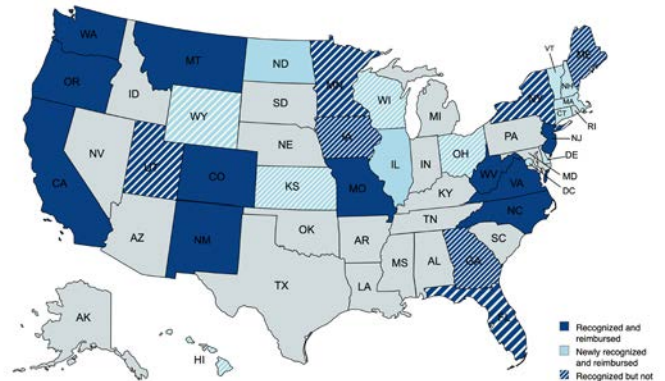 WA
MT
ND
MN
VT
ME
OR
ID
SD
WI
NH
NY
MA
CT
RI
WY
MI
IA
PA
NJ
NE
NV
UT
IL
IN
OH
DE
MD
DC
CA
CO
KS
MO
WV
VA
KY
NC
TN
AZ
NM
OK
AR
SC
MS
AL
GA
TX
LA
FL
AK
HI
Recognized and
reimbursed
Newly recognized
and reimbursed
Recognized but not